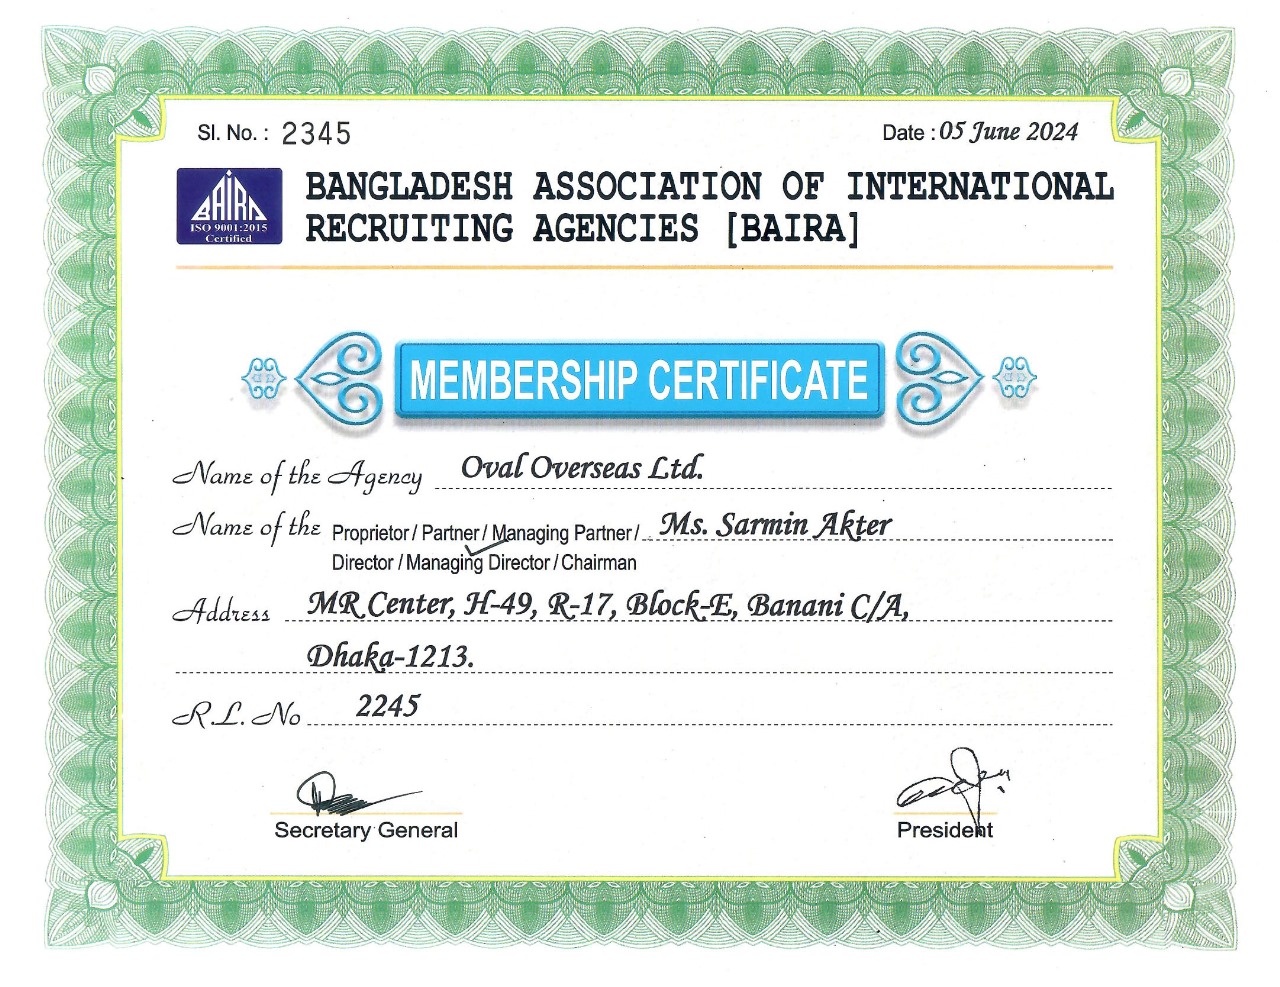 Sl. No. : 2345
Date : 05 June 2024
BAIRA
ISO 9001:2015
Certified
BANGLADESH ASSOCIATION OF INTERNATIONAL
RECRUITING AGENCIES [BAIRA]
MEMBERSHIP CERTIFICATE
Name of the Agency Oval Overseas Ltd.
Name of the Proprietor / Partner / Managing Partner / Ms. Sarmin Akter
Director / Managing Director / Chairman
Address MR Center, H-49, R-17, Block-E, Banani C/A,
Dhaka-1213.
R.L. No 2245
Secretary General
President